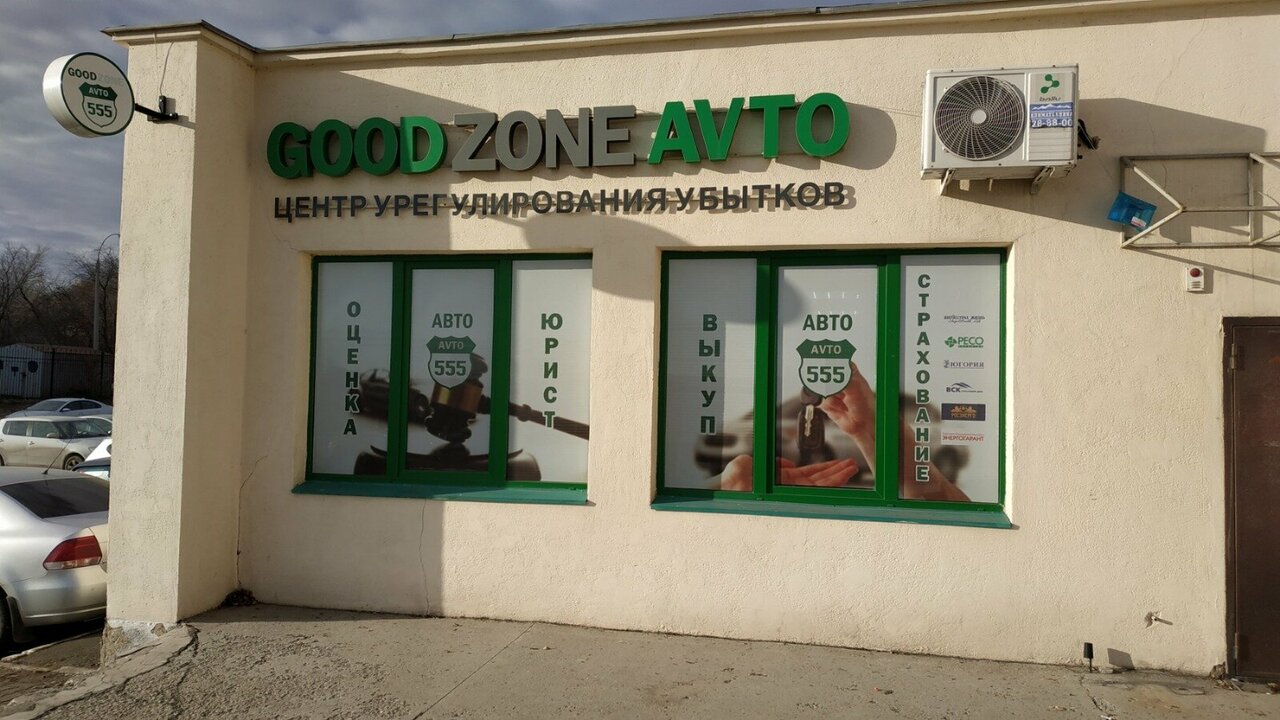 GOOD ZONE
AVTO
555
GOOD ZONE AVTO
ЦЕНТР УРЕГУЛИРОВАНИЯ УБЫТКОВ
28-88-00
ОЦЕНКА
АВТО
AVTO
555
ЮРИСТ
ВЫКУП
АВТО
AVTO
555
СТРАХОВАНИЕ
РЕСО
ЮГОРИЯ
ВСК
ЭНЕРГОГАРАНТ